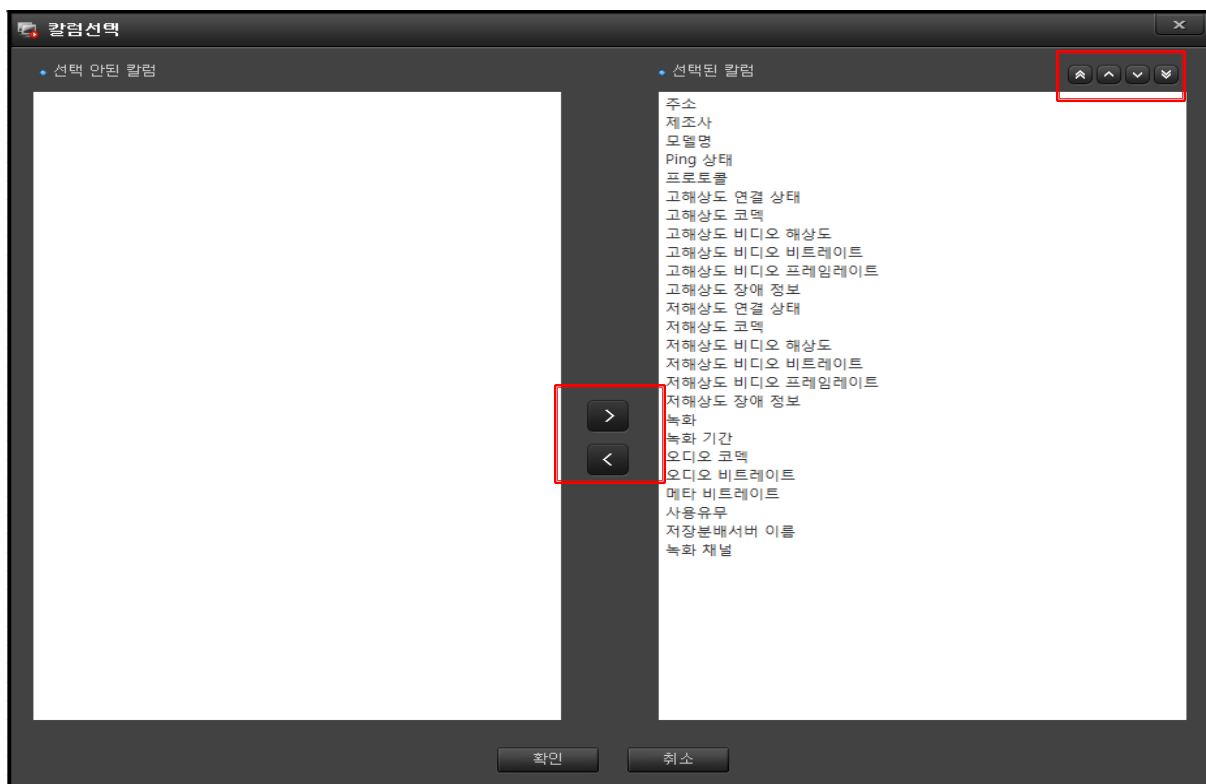 칼럼선택
선택 안된 칼럼
선택된 칼럼
주소
제조사
모델명
Ping 상태
프로토콜
고해상도 연결 상태
고해상도 코덱
고해상도 비디오 해상도
고해상도 비디오 비트레이트
고해상도 비디오 프레임레이트
고해상도 장애 정보
저해상도 연결 상태
저해상도 코덱
저해상도 비디오 해상도
저해상도 비디오 비트레이트
저해상도 비디오 프레임레이트
저해상도 장애 정보
녹화
녹화 기간
오디오 코덱
오디오 비트레이트
메타 비트레이트
사용유무
저장분배서버 이름
녹화 채널
확인
취소